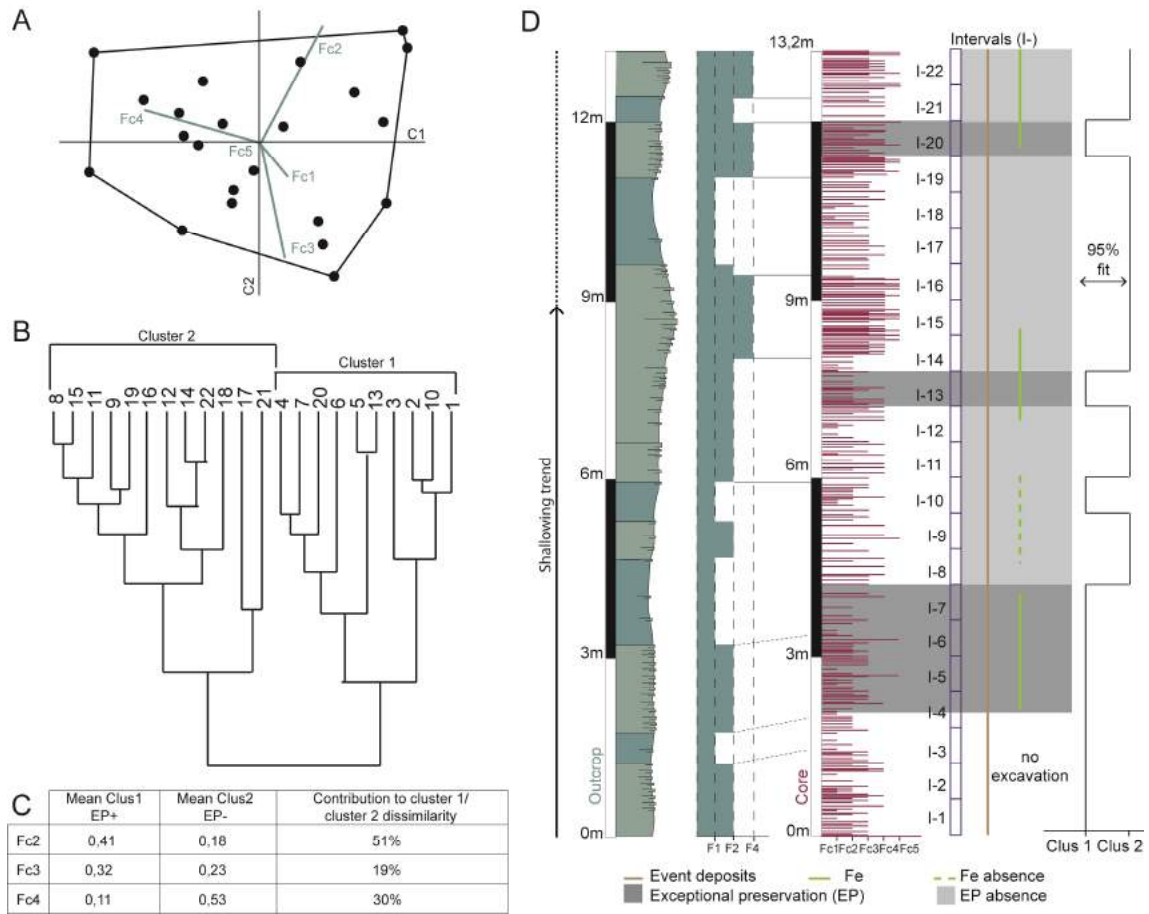 A
Fc2
Fc4
C1
Fc5
Fc1
Fc3
C2
B
Cluster 2
Cluster 1
8 15 11 9 19 16 12 14 22 18 17 21 4 7 20 6 5 13 3 2 10 1
C
Mean Clus1 EP+
Mean Clus2 EP-
Contribution to cluster 1/ cluster 2 dissimilarity
Fc2 0,41 0,18 51%
Fc3 0,32 0,23 19%
Fc4 0,11 0,53 30%
D
13,2m
Intervals (I-)
I-22
I-21
12m
I-20
I-19
I-18
I-17
95% fit
I-16
9m
9m
I-15
I-14
I-13
I-12
6m
6m
I-11
I-10
I-9
I-8
Shallowing trend
I-7
I-6
3m
3m
I-5
I-4
I-3
no excavation
I-2
I-1
Outcrop
Core
0m
0m
F1 F2 F4
Fc1 Fc2 Fc3 Fc4 Fc5
Clus 1 Clus 2
Event deposits
Fe
Fe absence
Exceptional preservation (EP)
EP absence